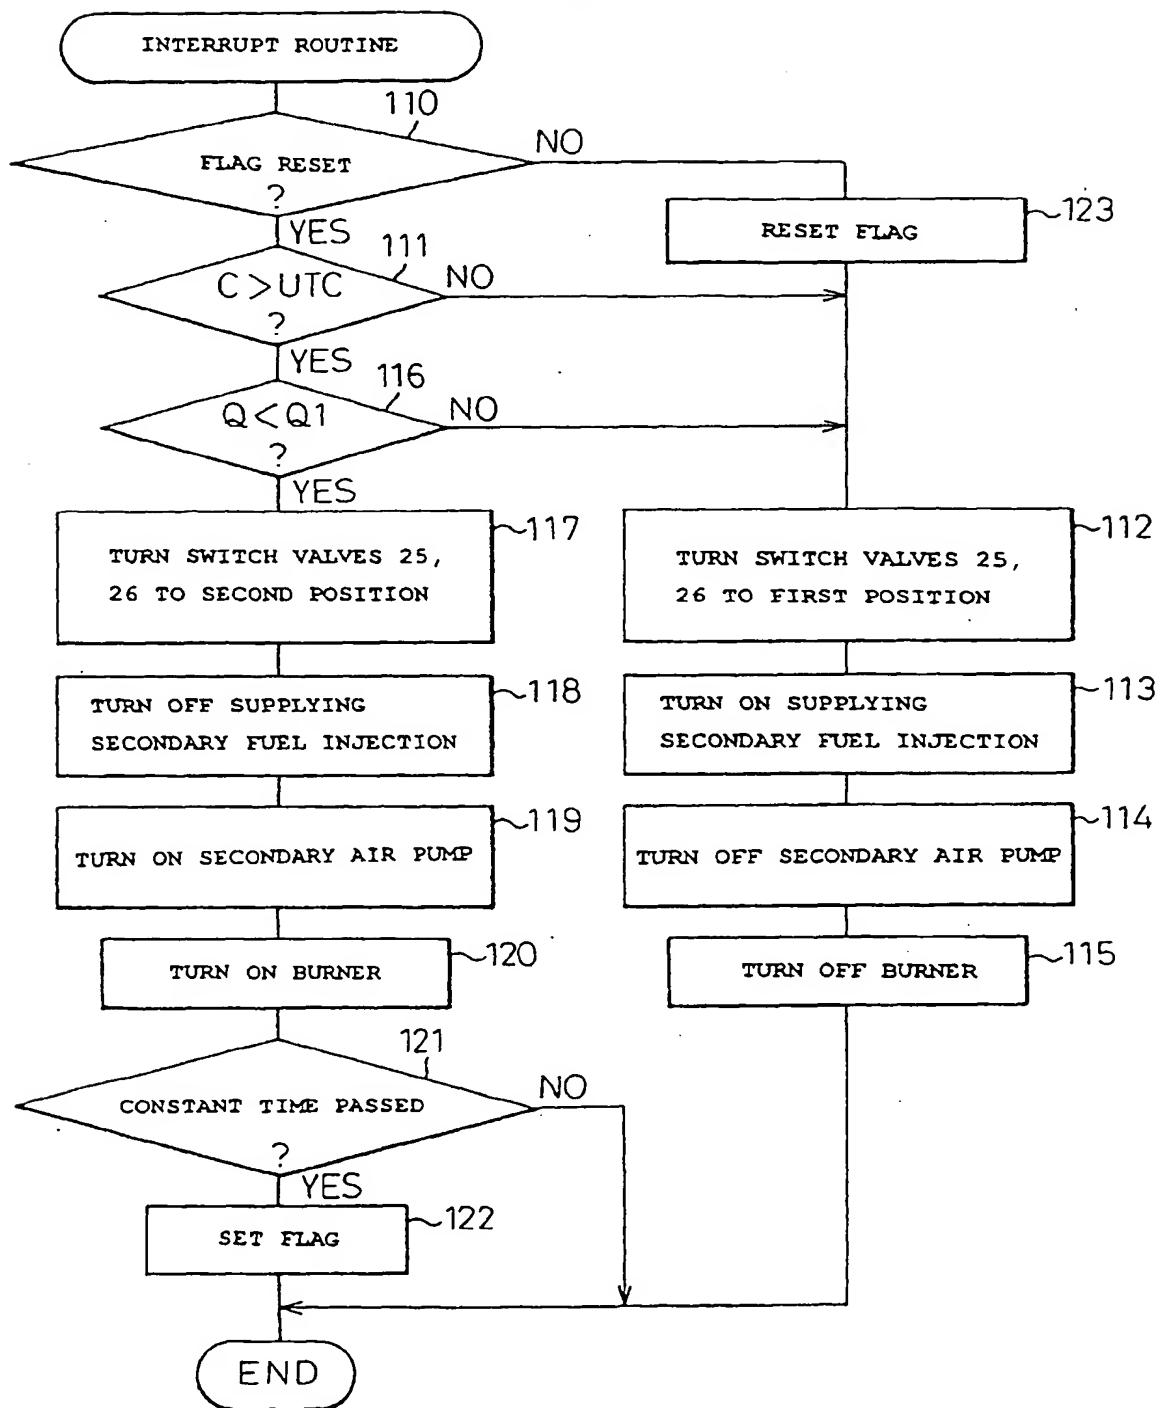 INTERRUPT ROUTINE
110
FLAG RESET
?
NO
YES
RESET FLAG
123
111
C>UTC
?
NO
YES
116
Q<Q1
?
NO
YES
117
TURN SWITCH VALVES 25,
26 TO SECOND POSITION
112
TURN SWITCH VALVES 25,
26 TO FIRST POSITION
118
TURN OFF SUPPLYING
SECONDARY FUEL INJECTION
113
TURN ON SUPPLYING
SECONDARY FUEL INJECTION
119
TURN ON SECONDARY AIR PUMP
114
TURN OFF SECONDARY AIR PUMP
120
TURN ON BURNER
115
TURN OFF BURNER
121
CONSTANT TIME PASSED
?
NO
YES
122
SET FLAG
END